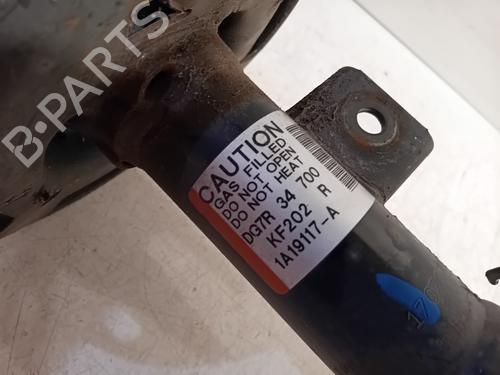 B-PARTS
CAUTION
GAS FILLED
DO NOT OPEN
DO NOT HEAT
DG7R 34 700
KF202 R
1A19117-A